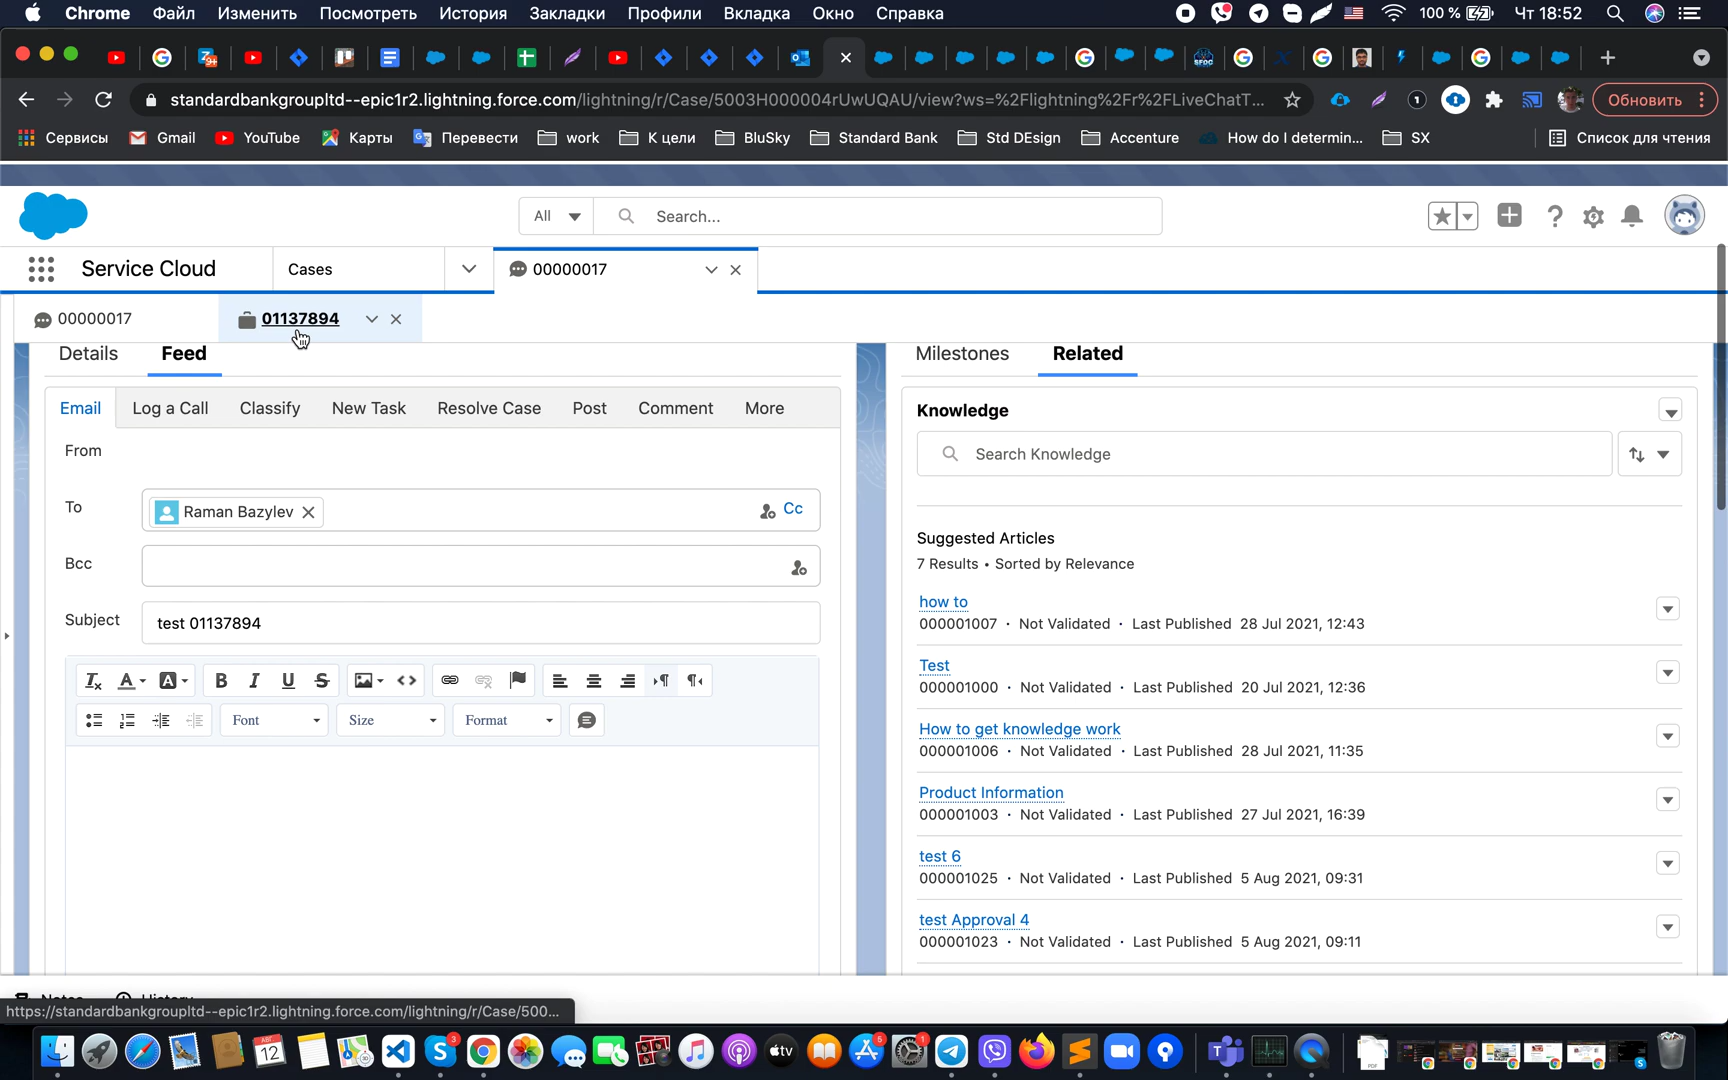 Chrome Файл Изменить Посмотреть История Закладки Профили Вкладка Окно Справка 100 % Чт 18:52
standardbankgroupltd--epic1r2.lightning.force.com/lightning/r/Case/5003H000004rUwUQAU/view?ws=%2Flightning%2Fr%2FLiveChatT... Обновить
Сервисы Gmail YouTube Карты Перевести work К цели BluSky Standard Bank Std DEsign Accenture How do I determin... SX Список для чтения
All Search...
Service Cloud Cases 00000017
00000017 01137894
Details Feed
Milestones Related
Email Log a Call Classify New Task Resolve Case Post Comment More
Knowledge
From
Search Knowledge
To Raman Bazylev Cc
Bcc
Suggested Articles
7 Results • Sorted by Relevance
Subject test 01137894
Font Size Format
how to
000001007 • Not Validated • Last Published 28 Jul 2021, 12:43
Test
000001000 • Not Validated • Last Published 20 Jul 2021, 12:36
How to get knowledge work
000001006 • Not Validated • Last Published 28 Jul 2021, 11:35
Product Information
000001003 • Not Validated • Last Published 27 Jul 2021, 16:39
test 6
000001025 • Not Validated • Last Published 5 Aug 2021, 09:31
test Approval 4
000001023 • Not Validated • Last Published 5 Aug 2021, 09:11
Notes History
https://standardbankgroupltd--epic1r2.lightning.force.com/lightning/r/Case/500...